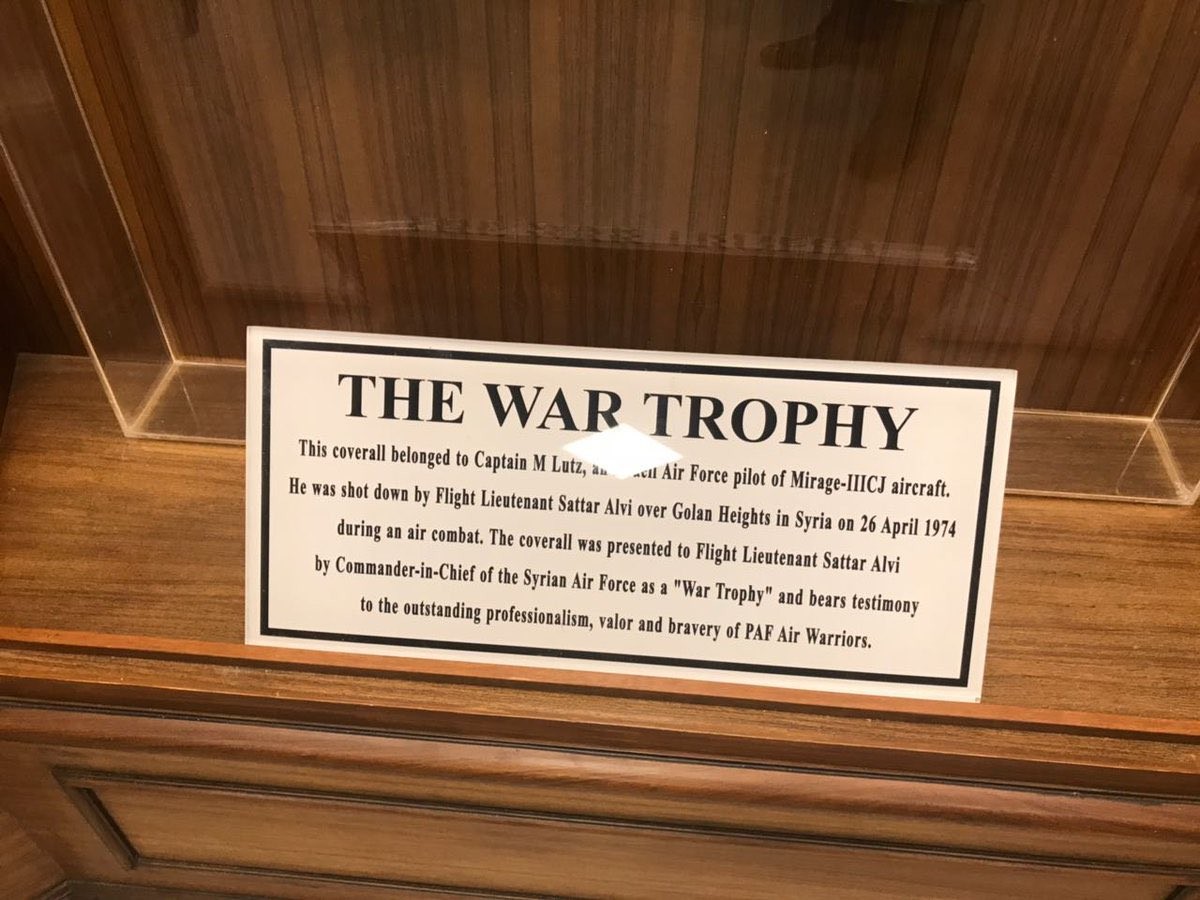 THE WAR TROPHY
This coverall belonged to Captain M Lutz, Air Force pilot of Mirage-IIICJ aircraft.
He was shot down by Flight Lieutenant Sattar Alvi over Golan Heights in Syria on 26 April 1974
during an air combat. The coverall was presented to Flight Lieutenant Sattar Alvi
by Commander-in-Chief of the Syrian Air Force as a "War Trophy" and bears testimony
to the outstanding professionalism, valor and bravery of PAF Air Warriors.